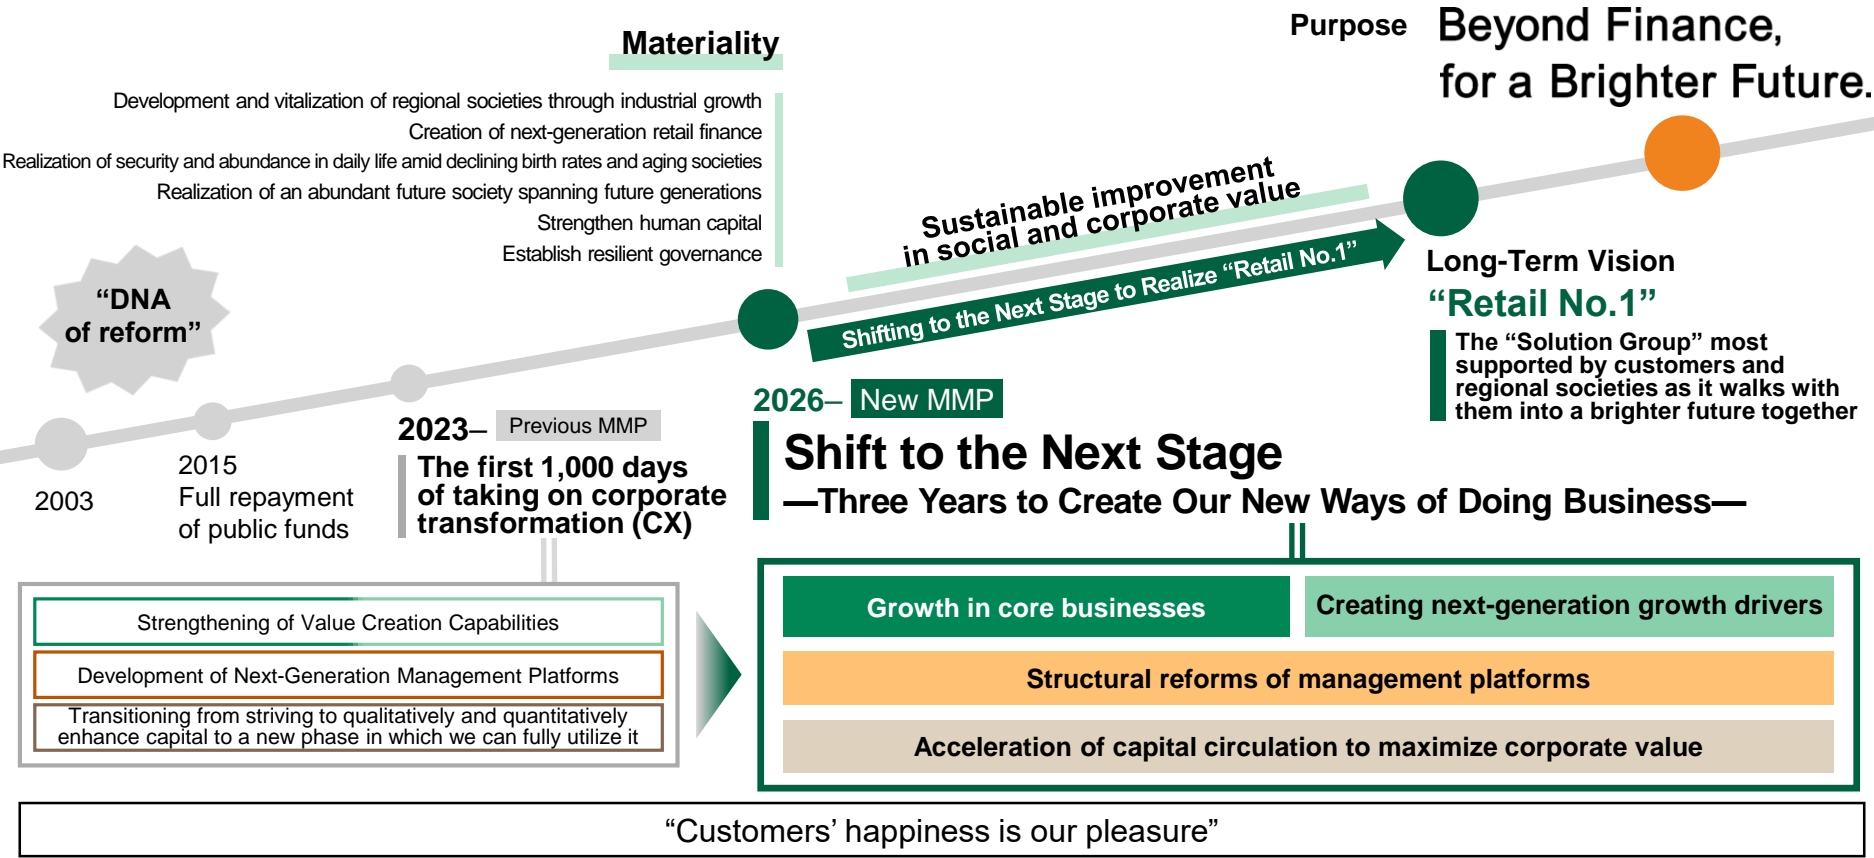 Purpose
Beyond Finance,
for a Brighter Future.
Materiality
Development and vitalization of regional societies through industrial growth
Creation of next-generation retail finance
Realization of security and abundance in daily life amid declining birth rates and aging societies
Realization of an abundant future society spanning future generations
Strengthen human capital
Establish resilient governance
Sustainable improvement
in social and corporate value
Shifting to the Next Stage to Realize “Retail No.1”
Long-Term Vision
“Retail No.1”
The “Solution Group” most
supported by customers and
regional societies as it walks with
them into a brighter future together
“DNA
of reform”
2003
2015
Full repayment
of public funds
2023– Previous MMP
The first 1,000 days
of taking on corporate
transformation (CX)
2026– New MMP
Shift to the Next Stage
—Three Years to Create Our New Ways of Doing Business—
Strengthening of Value Creation Capabilities
Development of Next-Generation Management Platforms
Transitioning from striving to qualitatively and quantitatively
enhance capital to a new phase in which we can fully utilize it
Growth in core businesses
Creating next-generation growth drivers
Structural reforms of management platforms
Acceleration of capital circulation to maximize corporate value
“Customers’ happiness is our pleasure”